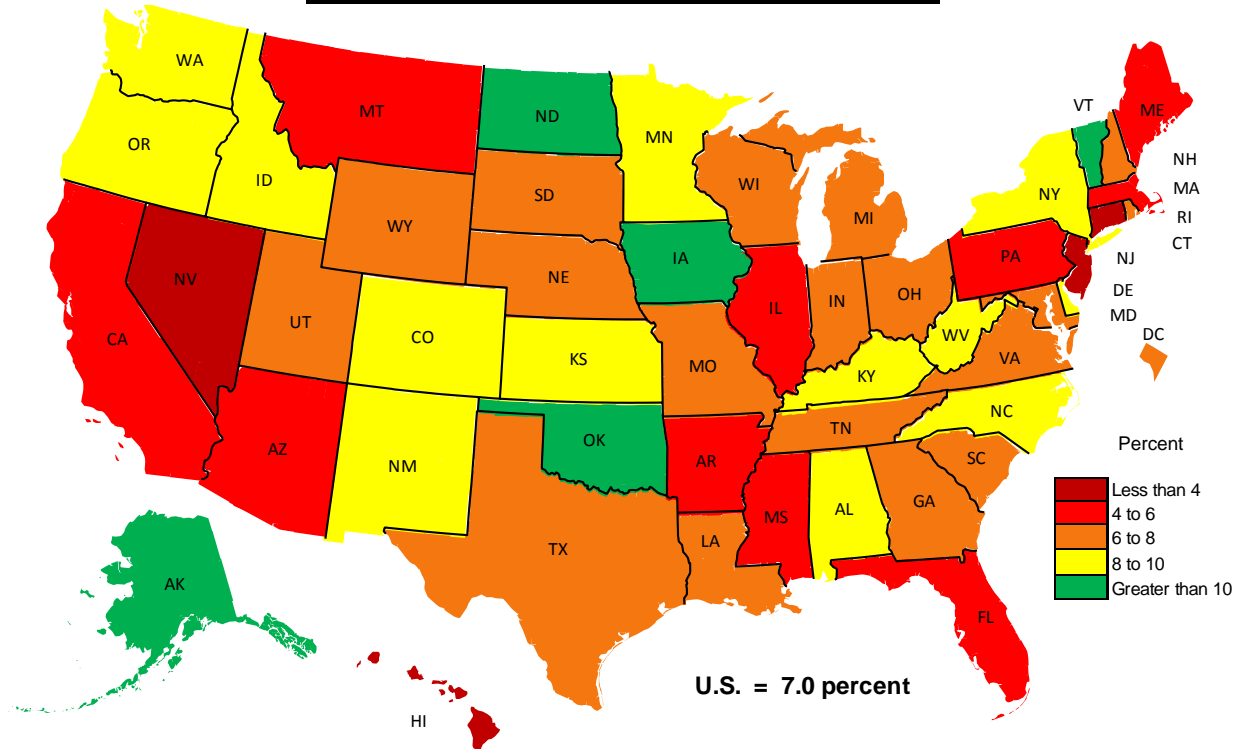 WA
VT
ME
MT
ND
MN
OR
NH
ID
WI
NY
MA
SD
RI
WY
MI
CT
PA
NJ
IA
NE
NV
DE
OH
IN
IL
MD
UT
DC
CO
WV
CA
KS
VA
MO
KY
NC
TN
OK
Percent
AZ
SC
AR
NM
Less than 4
GA
AL
MS
4 to 6
LA
6 to 8
TX
8 to 10
AK
Greater than 10
FL
U.S. = 7.0 percent
HI